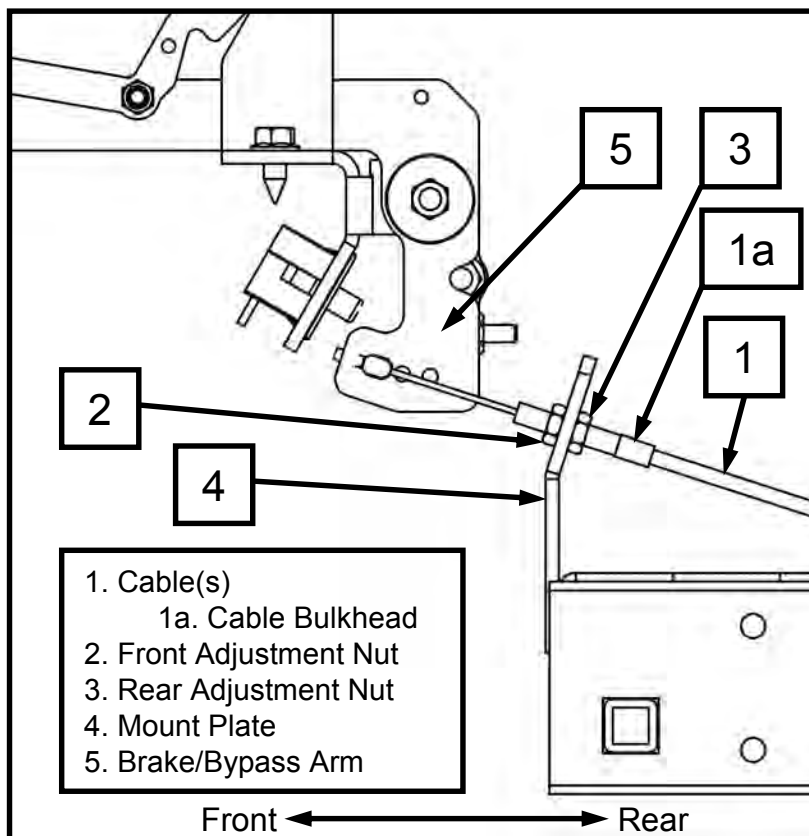 5
3
1a
1
2
4
1. Cable(s)
1a. Cable Bulkhead
2. Front Adjustment Nut
3. Rear Adjustment Nut
4. Mount Plate
5. Brake/Bypass Arm
Front Rear